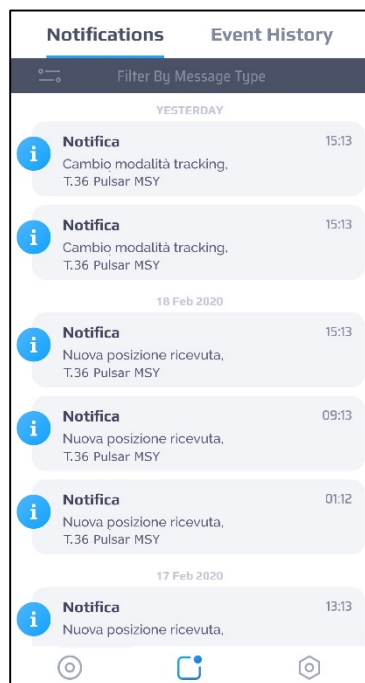 Notifications Event History
Filter By Message Type
YESTERDAY
Notifica 15:13
Cambio modalità tracking,
T.36 Pulsar MSY
Notifica 15:13
Cambio modalità tracking,
T.36 Pulsar MSY
18 Feb 2020
Notifica 15:13
Nuova posizione ricevuta,
T.36 Pulsar MSY
Notifica 09:13
Nuova posizione ricevuta,
T.36 Pulsar MSY
Notifica 01:12
Nuova posizione ricevuta,
T.36 Pulsar MSY
17 Feb 2020
Notifica 13:13
Nuova posizione ricevuta,